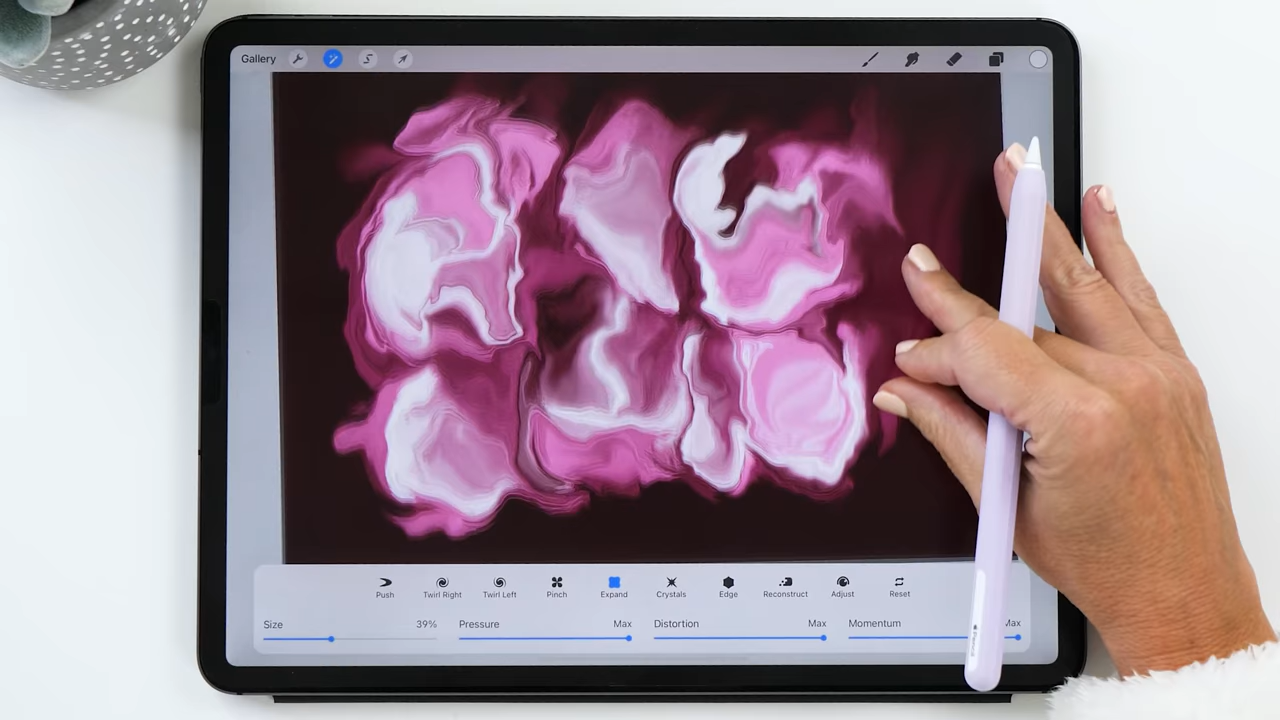 Gallery
Push Twirl Right Twirl Left Pinch Expand Crystals Edge Reconstruct Adjust Reset
Size 39% Pressure Max Distortion Max Momentum Max
Pencil